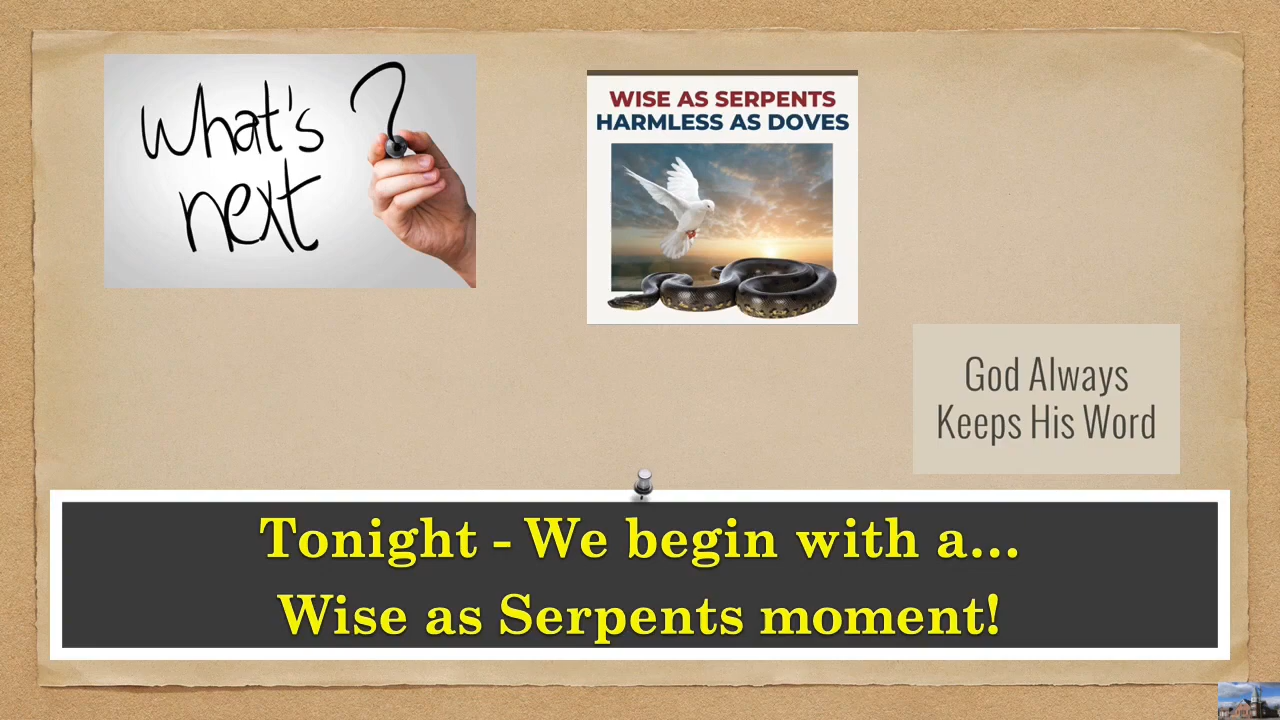 What's ?
next
WISE AS SERPENTS
HARMLESS AS DOVES
God Always
Keeps His Word
Tonight - We begin with a...
Wise as Serpents moment!